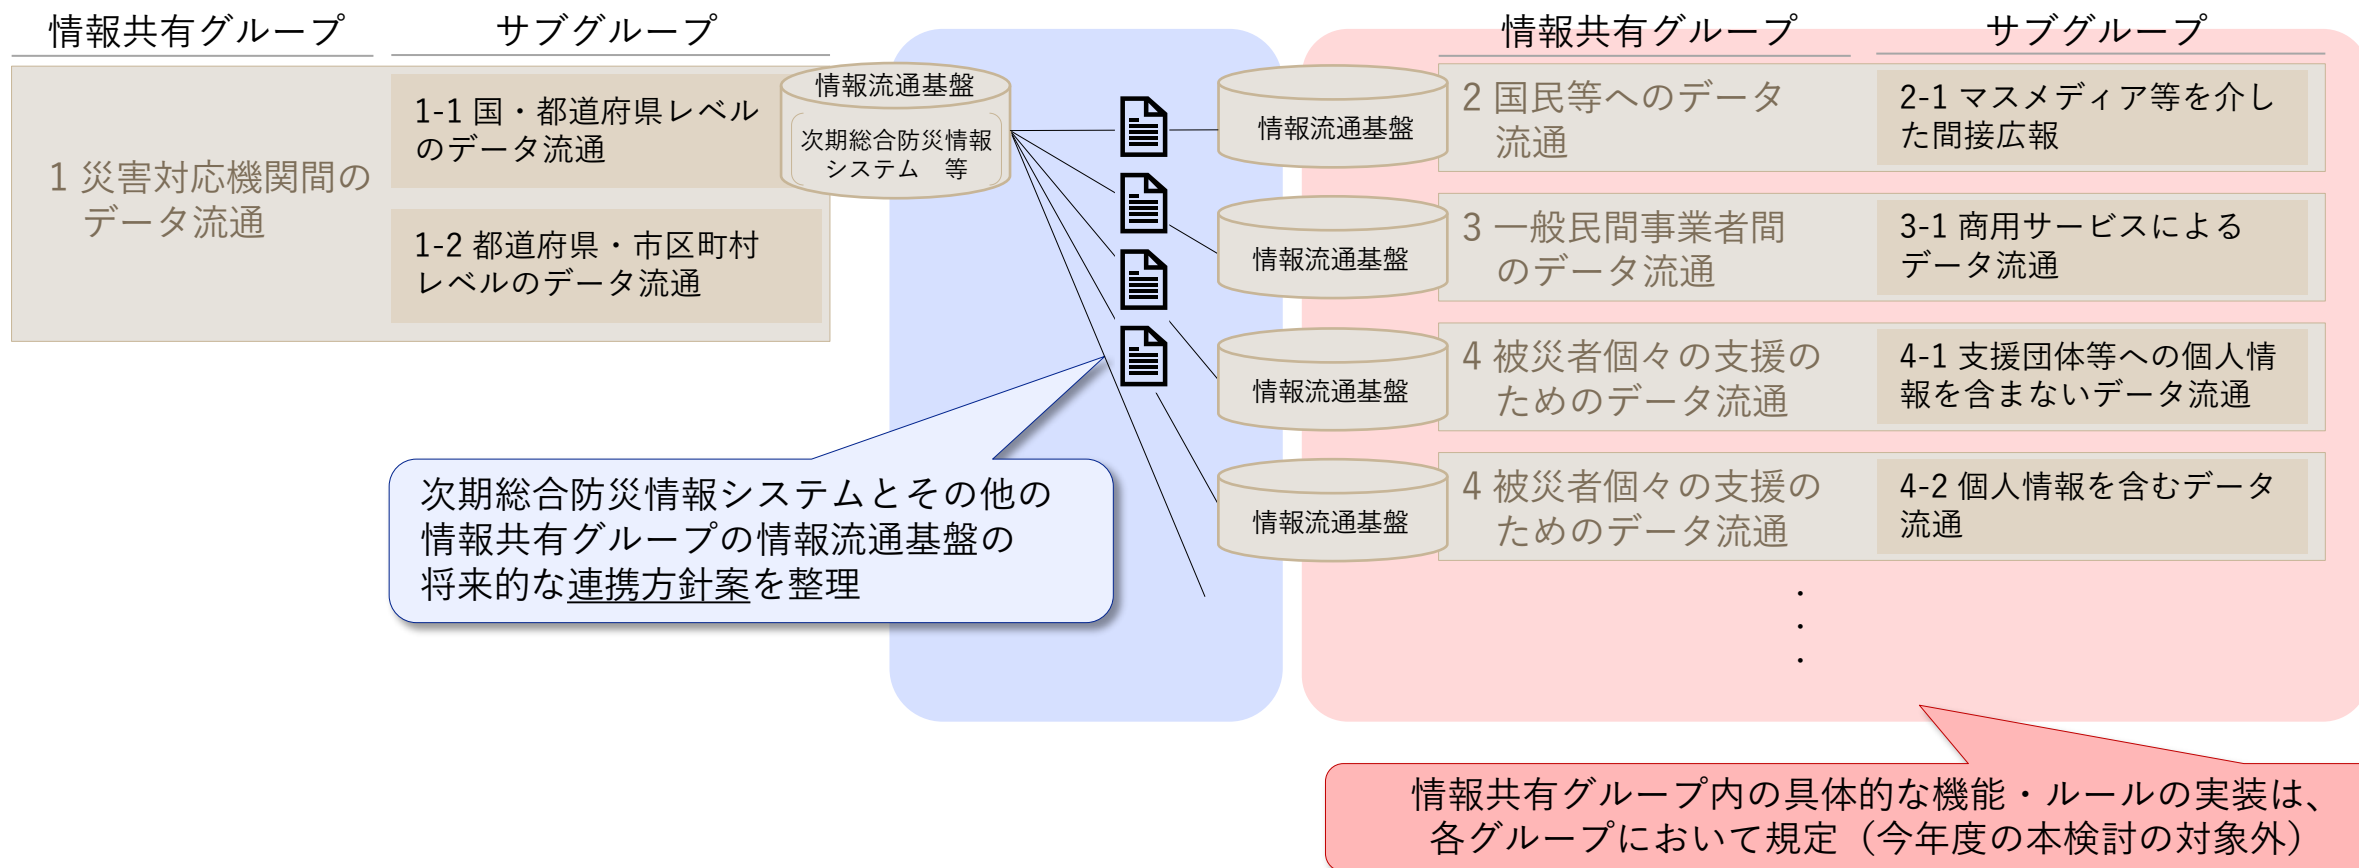 情報共有グループ
サブグループ
1 災害対応機関間の
データ流通
1-1 国・都道府県レベル
のデータ流通
1-2 都道府県・市区町村
レベルのデータ流通
情報流通基盤
次期総合防災情報
システム　等
次期総合防災情報システムとその他の
情報共有グループの情報流通基盤の
将来的な連携方針案を整理
情報共有グループ
サブグループ
情報流通基盤
2 国民等へのデータ
流通
2-1 マスメディア等を介し
た間接広報
情報流通基盤
3 一般民間事業者間
のデータ流通
3-1 商用サービスによる
データ流通
情報流通基盤
4 被災者個々の支援の
ためのデータ流通
4-1 支援団体等への個人情
報を含まないデータ流通
情報流通基盤
4 被災者個々の支援の
ためのデータ流通
4-2 個人情報を含むデータ
流通
・
・
・
情報共有グループ内の具体的な機能・ルールの実装は、
各グループにおいて規定（今年度の本検討の対象外）